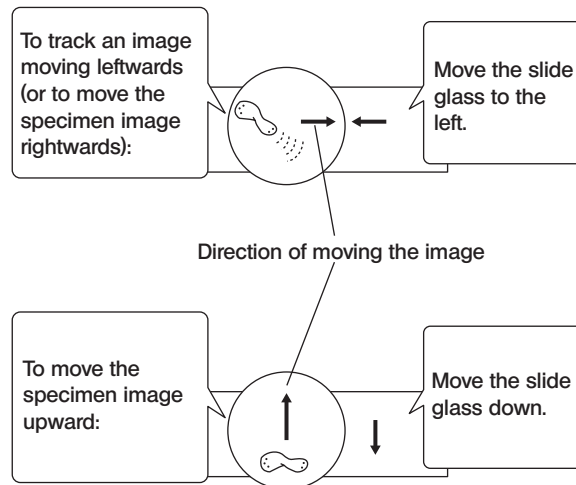 To track an image
moving leftwards
(or to move the
specimen image
rightwards):
Move the slide
glass to the
left.
Direction of moving the image
To move the
specimen image
upward:
Move the slide
glass down.